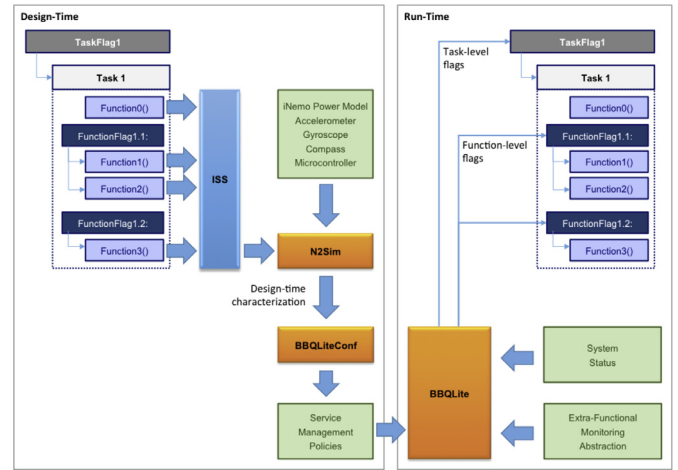 Design-Time
TaskFlag1
Task 1
Function0()
FunctionFlag1.1:
Function1()
Function2()
FunctionFlag1.2:
Function3()
ISS
iNemo Power Model
Accelerometer
Gyroscope
Compass
Microcontroller
N2Sim
Design-time
characterization
BBQLiteConf
Service
Management
Policies
Run-Time
Task-level
flags
TaskFlag1
Task 1
Function0()
Function-level
flags
FunctionFlag1.1:
Function1()
Function2()
FunctionFlag1.2:
Function3()
BBQLite
System
Status
Extra-Functional
Monitoring
Abstraction